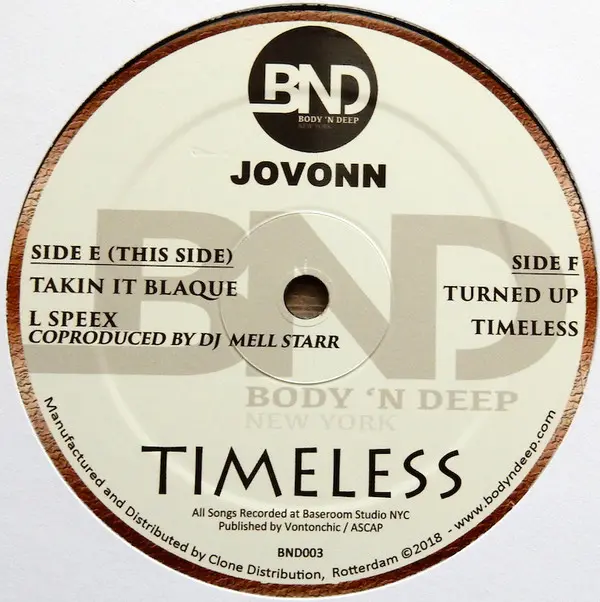 BND
BODY 'N DEEP
NEW YORK
JOVONN
SIDE E (THIS SIDE)
TAKIN IT BLAQUE
L SPEEX
COPRODUCED BY DJ MELL STARR
SIDE F
TURNED UP
TIMELESS
BND
BODY 'N DEEP
NEW YORK
TIMELESS
All Songs Recorded at Baseroom Studio NYC
Published by Vontonchic / ASCAP
BND003
Manufactured and Distributed by Clone Distribution, Rotterdam ©2018 - www.bodyndeep.com